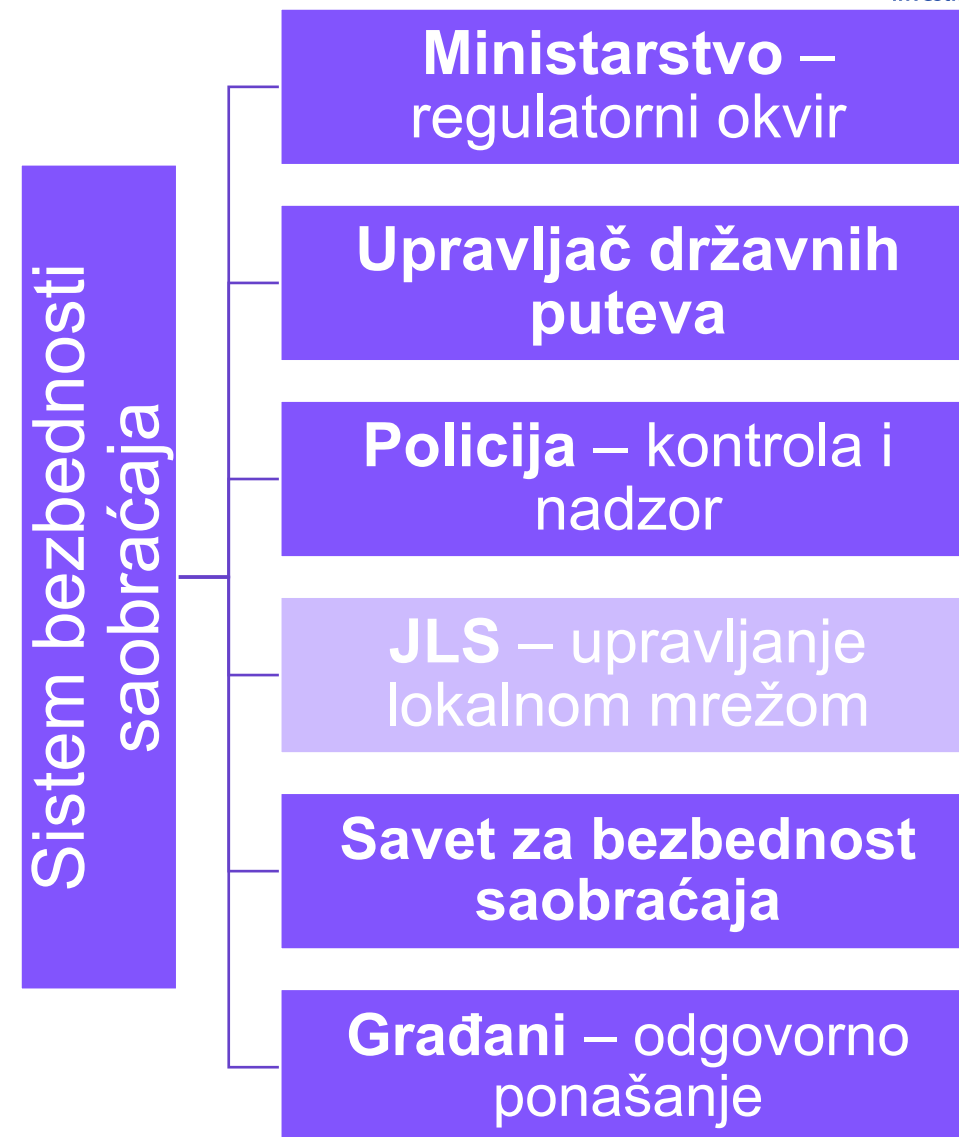 Sistem bezbednosti
saobraćaja
Ministarstvo –
regulatorni okvir
Upravljač državnih
puteva
Policija – kontrola i
nadzor
JLS – upravljanje
lokalnom mrežom
Savet za bezbednost
saobraćaja
Građani – odgovorno
ponašanje